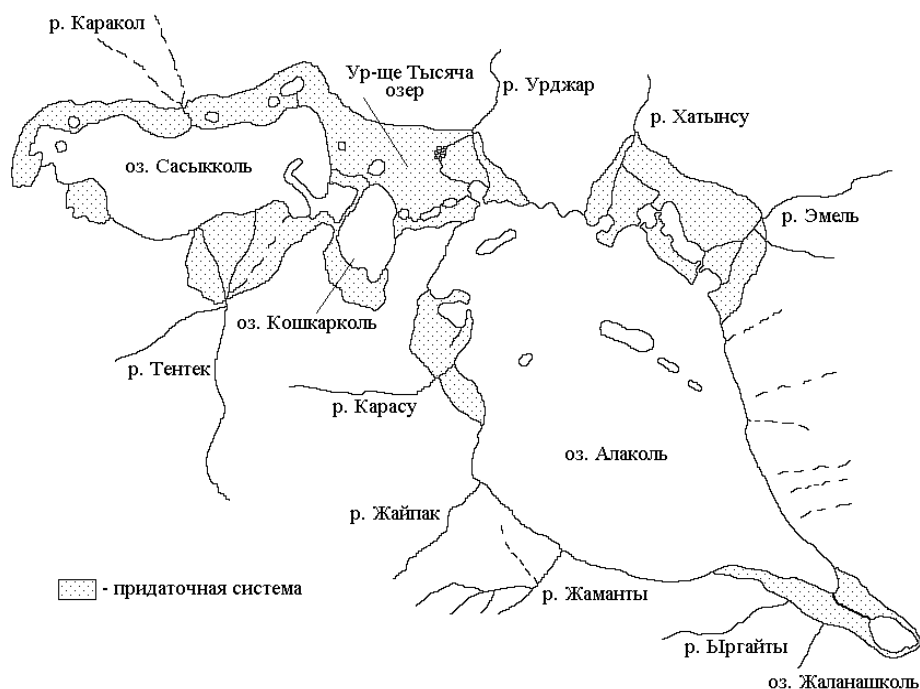 р. Каракол
Ур-ще Тысяча
озер
р. Урджар
р. Хатынсу
оз. Сасыкколь
р. Эмель
оз. Кошкарколь
р. Тентек
р. Карасу
оз. Алаколь
р. Жайпак
- придаточная система
р. Жаманты
р. Ыргайты
оз. Жаланашколь